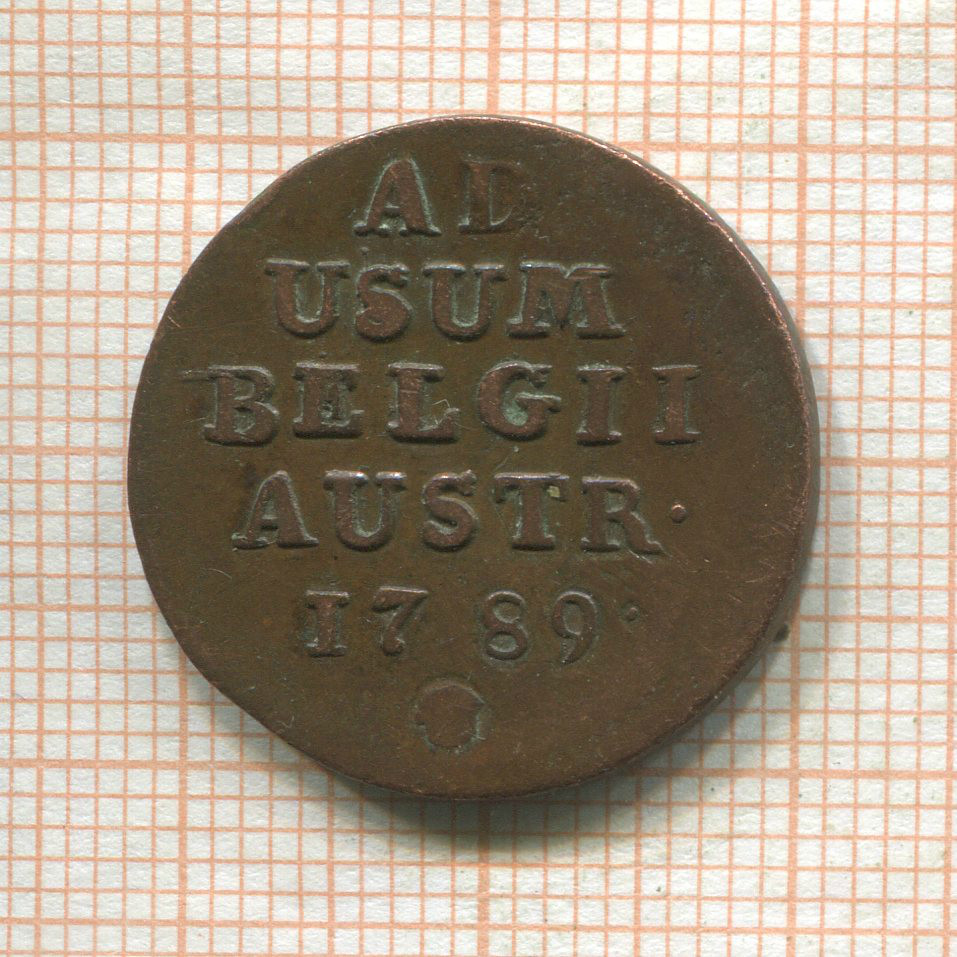 AD
USUM
BELGII
AUSTR·
1789·